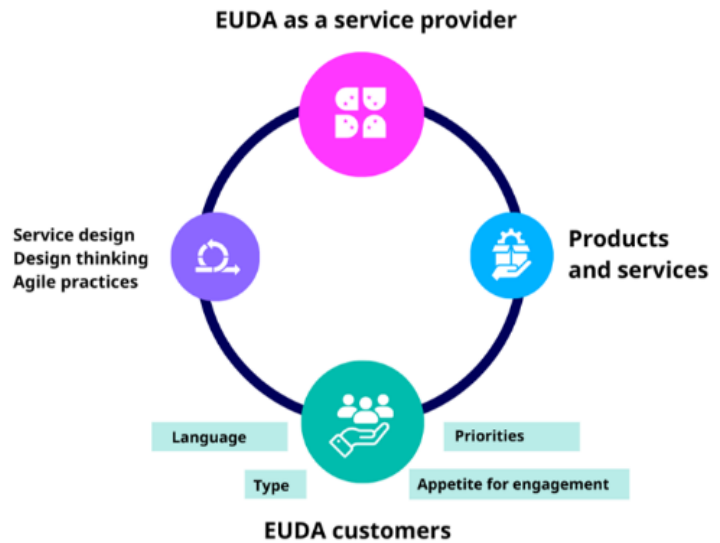 EUDA as a service provider
Service design
Design thinking
Agile practices
Products
and services
Language
Priorities
Type
Appetite for engagement
EUDA customers